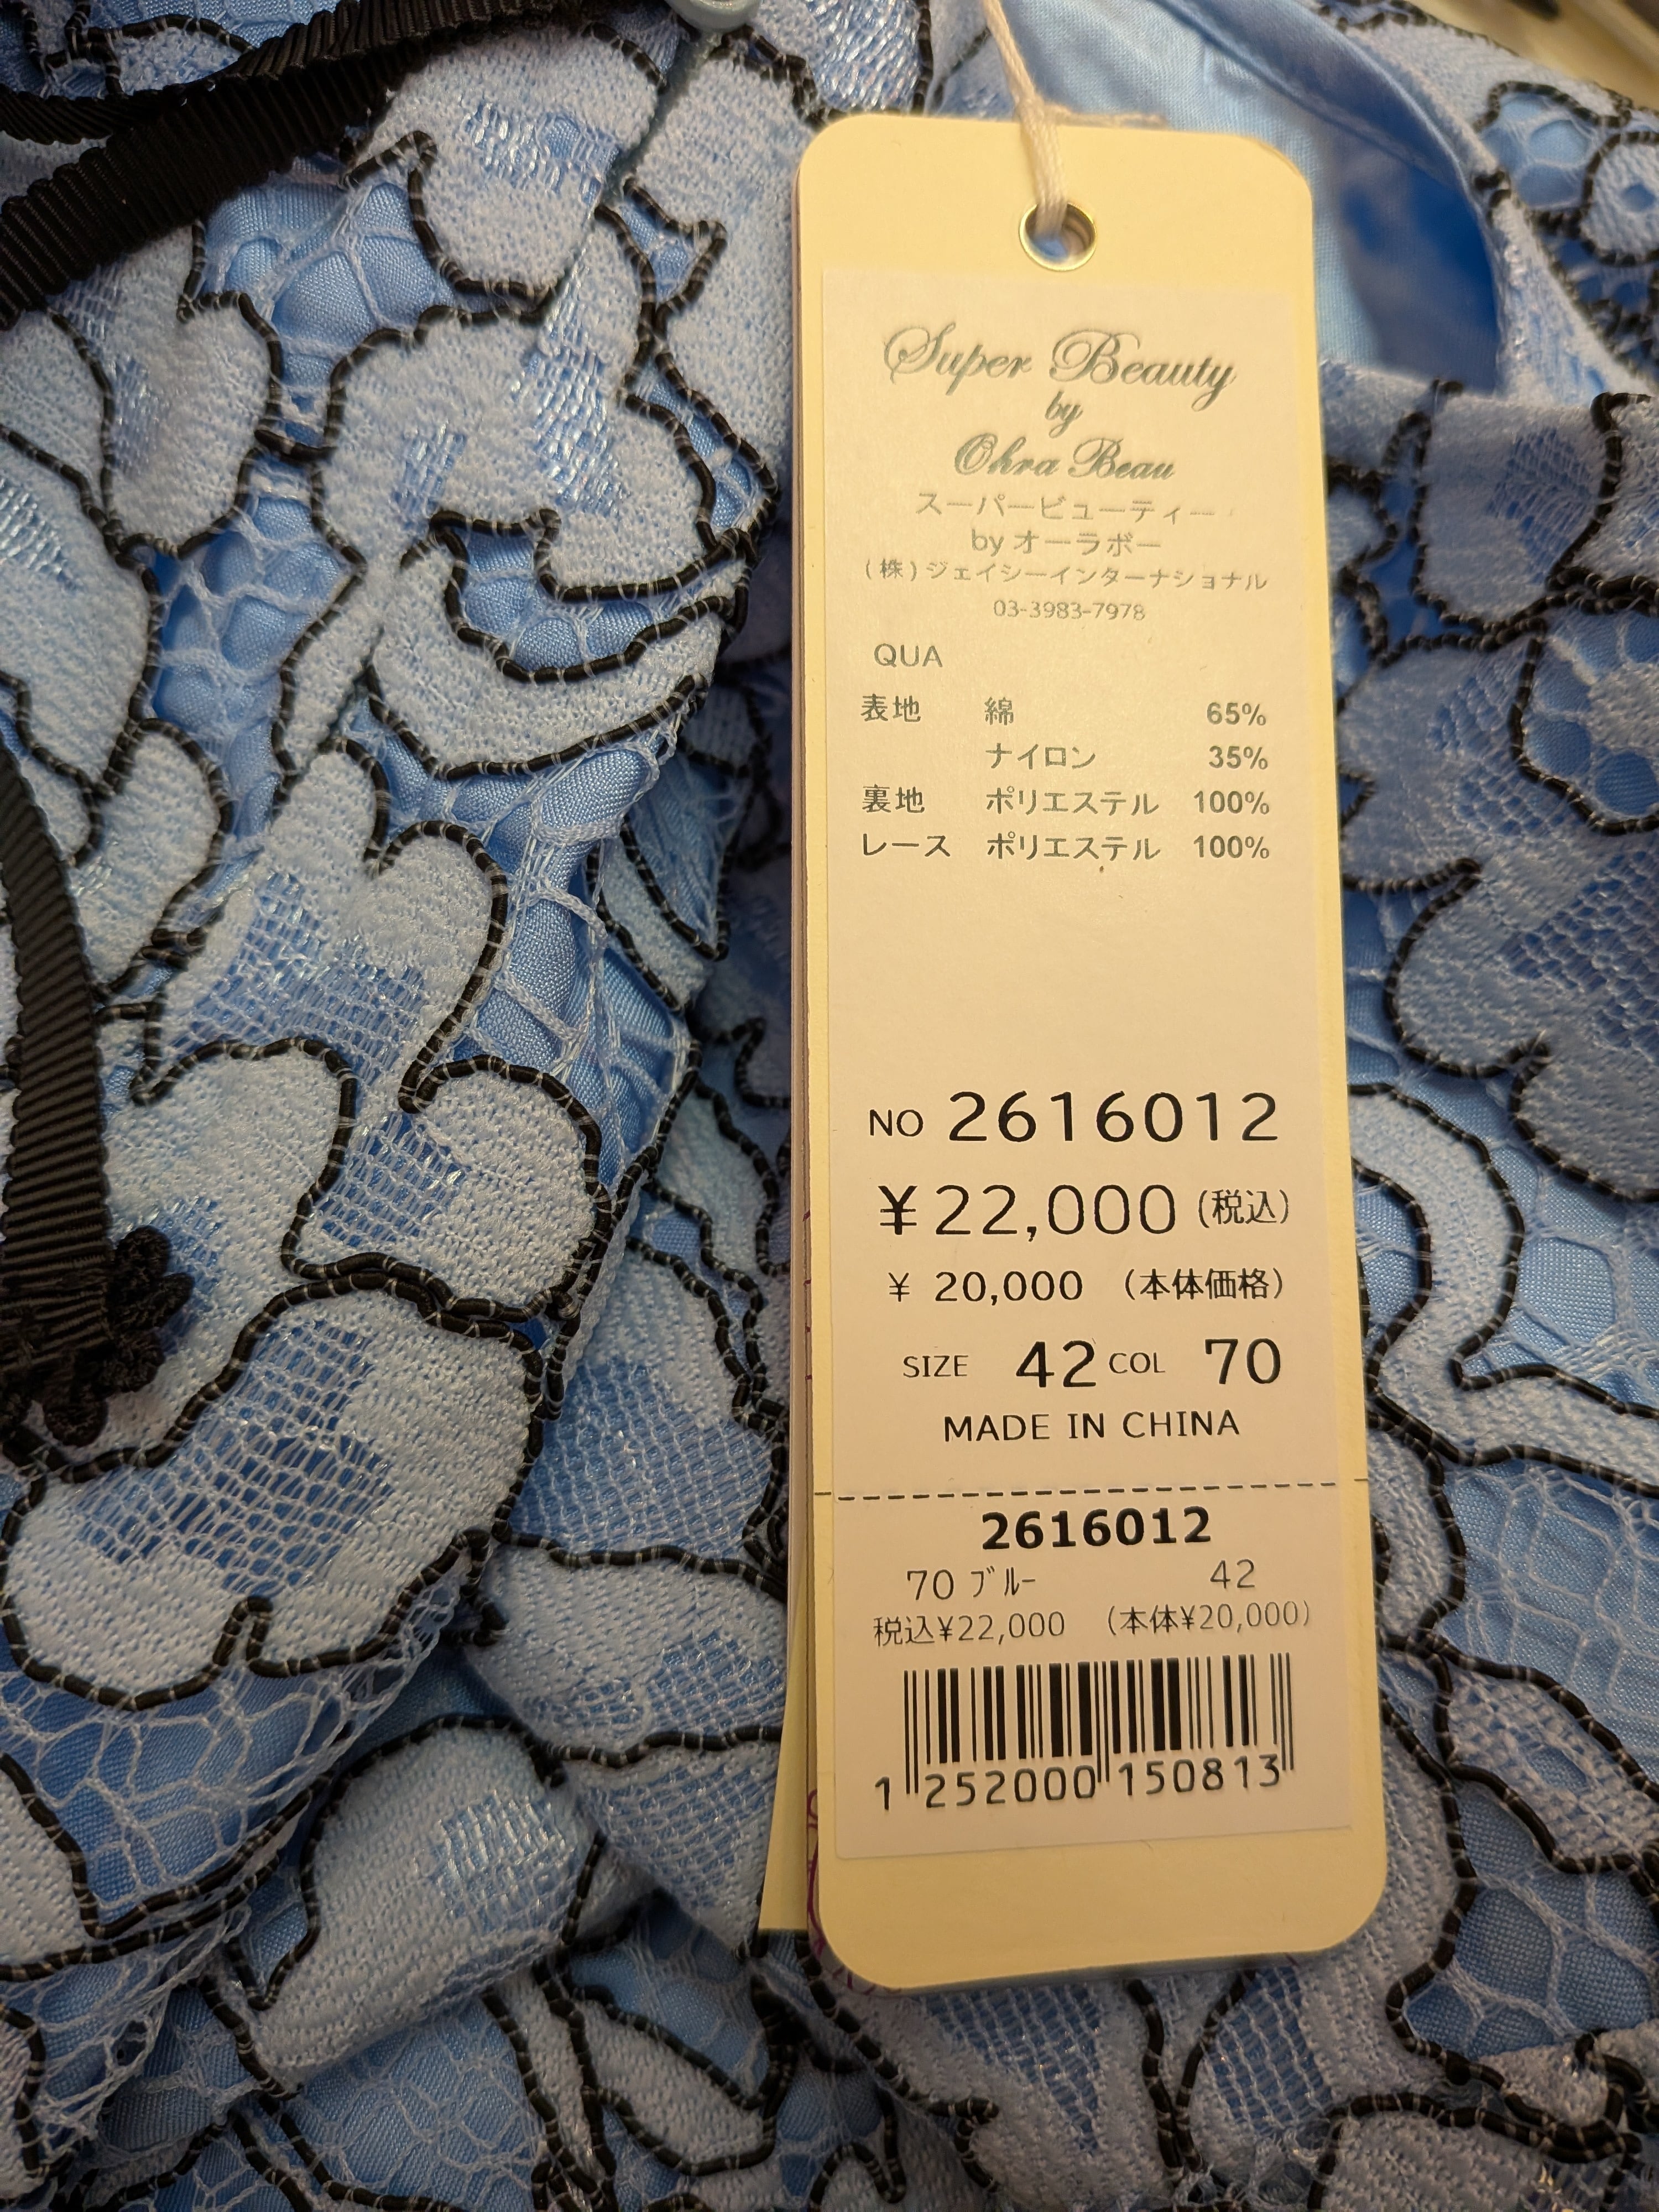 Super Beauty
by
Ohra Beau
スーパービューティー
by オーラボー
(株)ジェイシーインターナショナル
03-3983-7978
QUA
表地 綿 65%
ナイロン 35%
裏地 ポリエステル 100%
レース ポリエステル 100%
NO 2616012
¥22,000 (税込)
¥ 20,000 (本体価格)
SIZE 42 COL 70
MADE IN CHINA
2616012
70 ブルー 42
税込¥22,000 (本体¥20,000)
1 252000 150813